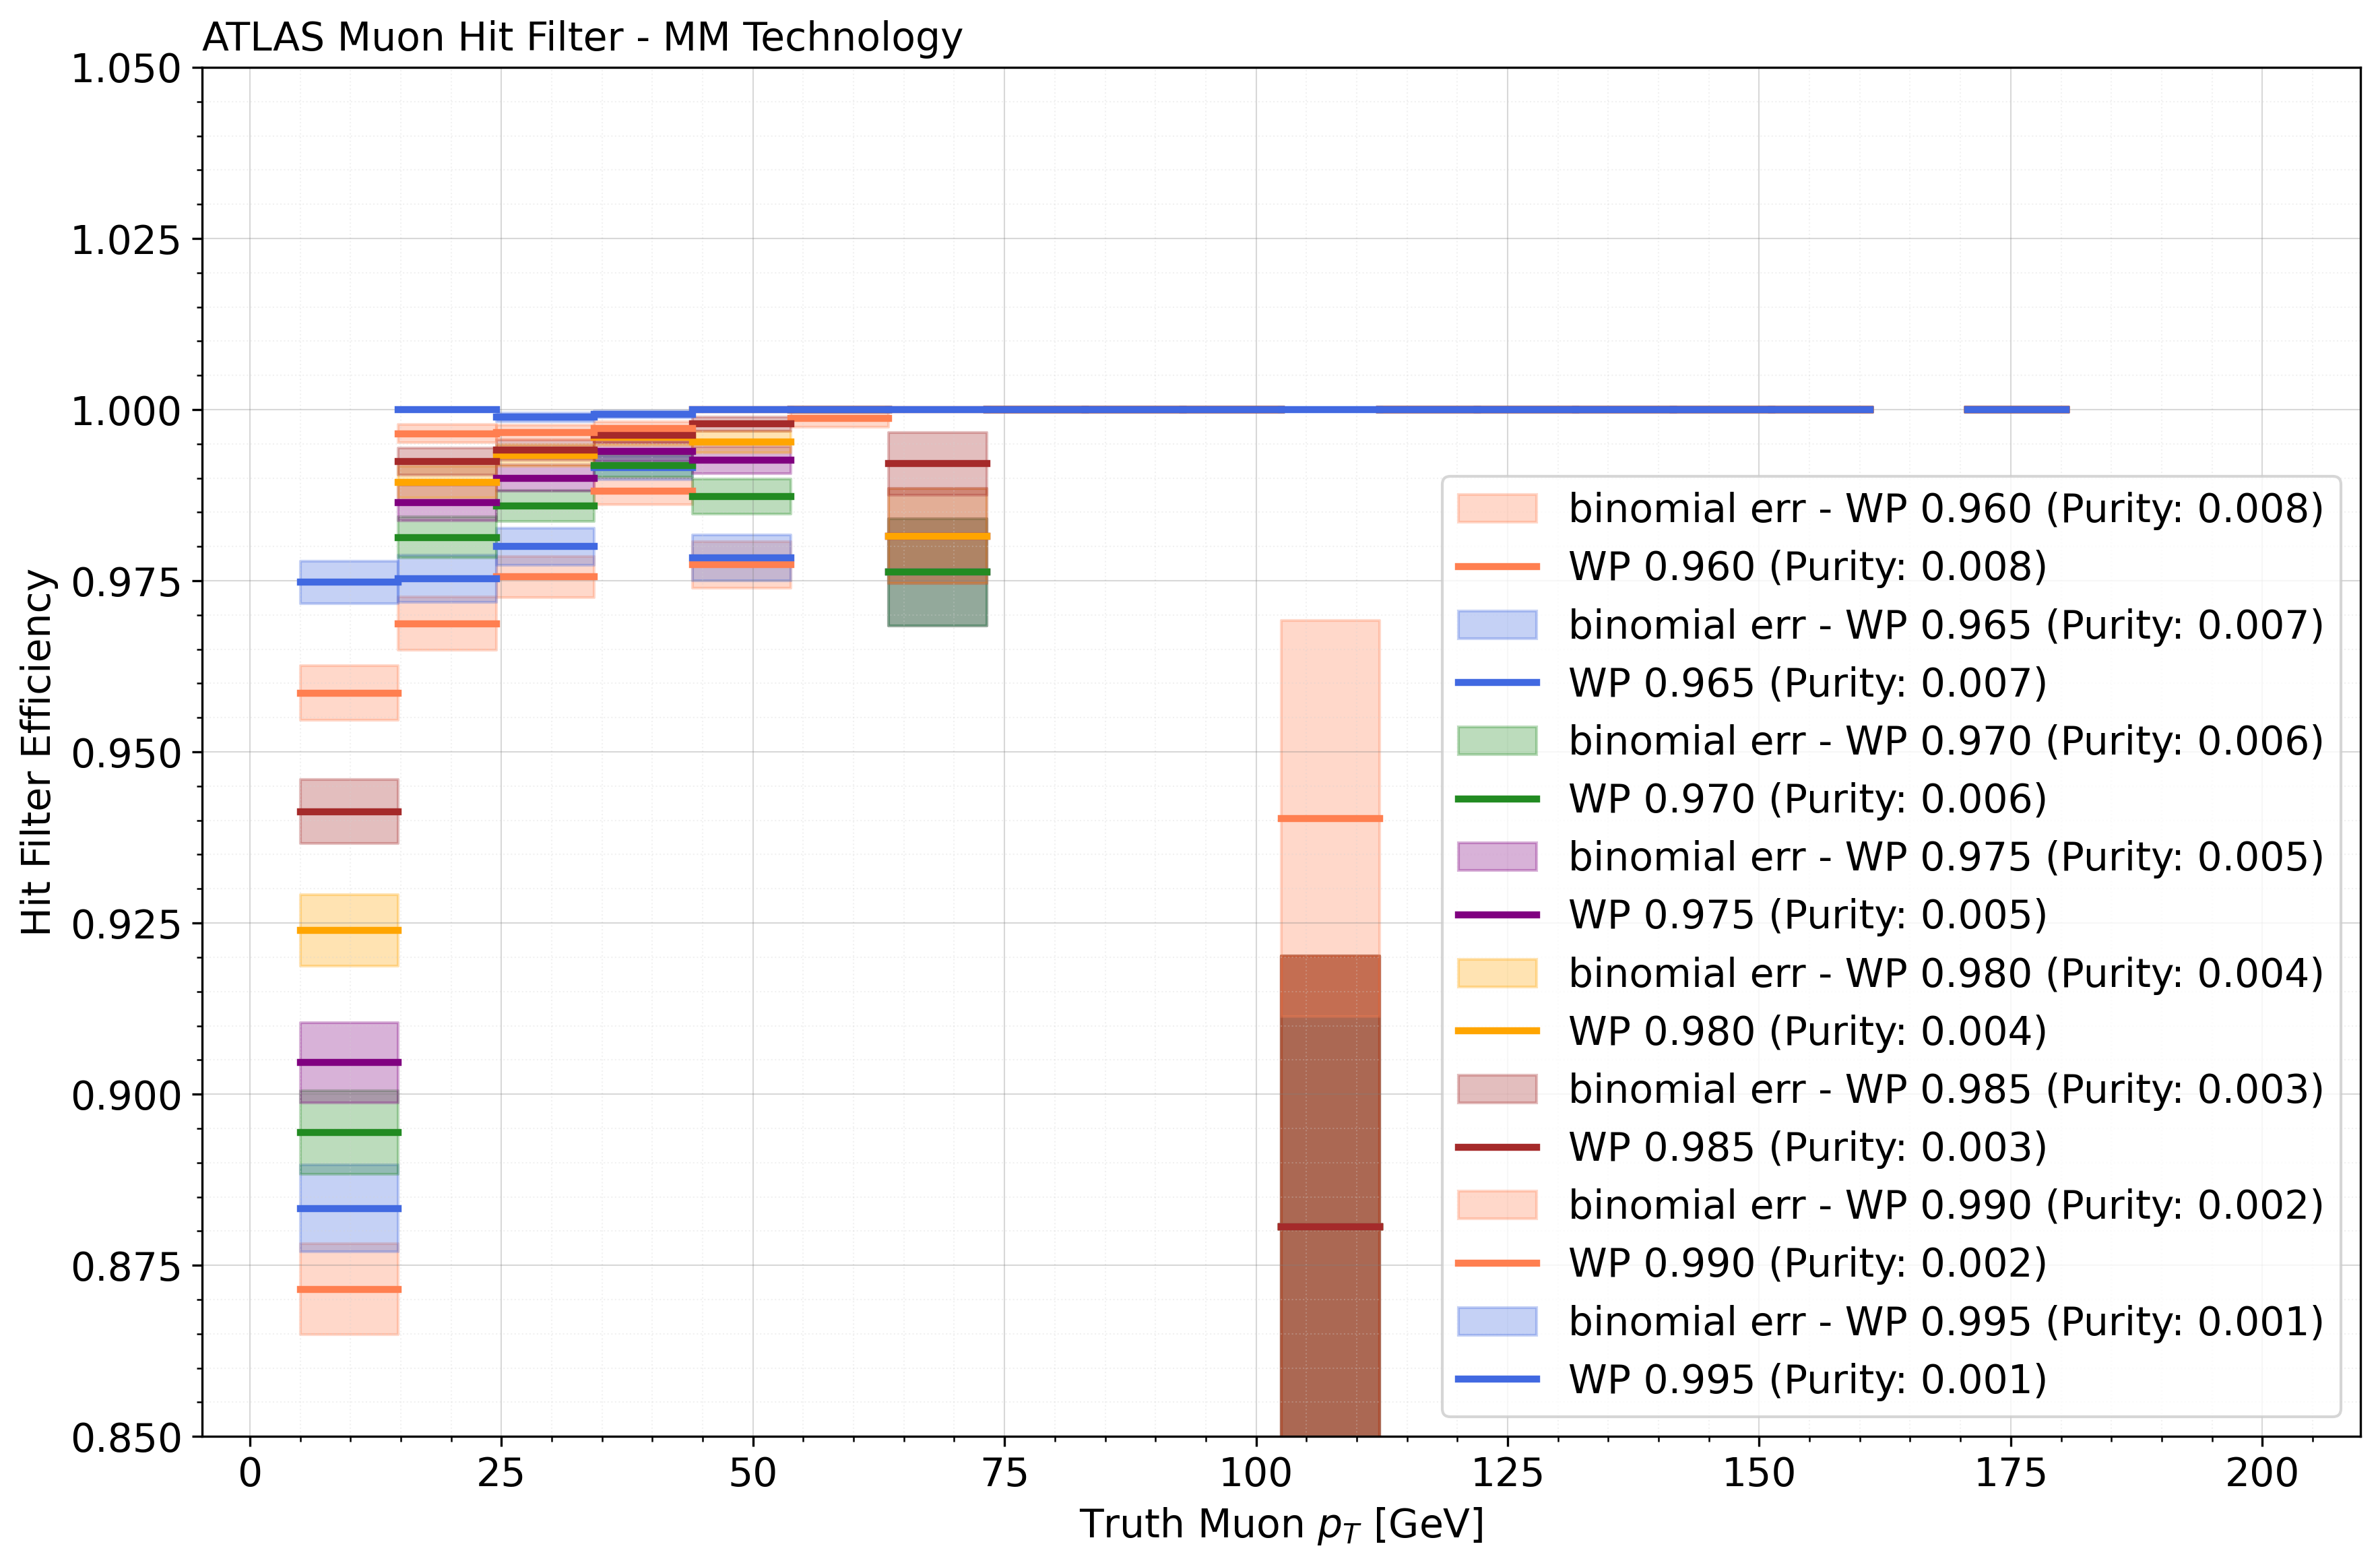 ATLAS Muon Hit Filter - MM Technology
1.050
1.025
1.000
0.975
0.950
0.925
0.900
0.875
0.850
Hit Filter Efficiency
binomial err - WP 0.960 (Purity: 0.008)
WP 0.960 (Purity: 0.008)
binomial err - WP 0.965 (Purity: 0.007)
WP 0.965 (Purity: 0.007)
binomial err - WP 0.970 (Purity: 0.006)
WP 0.970 (Purity: 0.006)
binomial err - WP 0.975 (Purity: 0.005)
WP 0.975 (Purity: 0.005)
binomial err - WP 0.980 (Purity: 0.004)
WP 0.980 (Purity: 0.004)
binomial err - WP 0.985 (Purity: 0.003)
WP 0.985 (Purity: 0.003)
binomial err - WP 0.990 (Purity: 0.002)
WP 0.990 (Purity: 0.002)
binomial err - WP 0.995 (Purity: 0.001)
WP 0.995 (Purity: 0.001)
0 25 50 75 100 125 150 175 200
Truth Muon p_T [GeV]